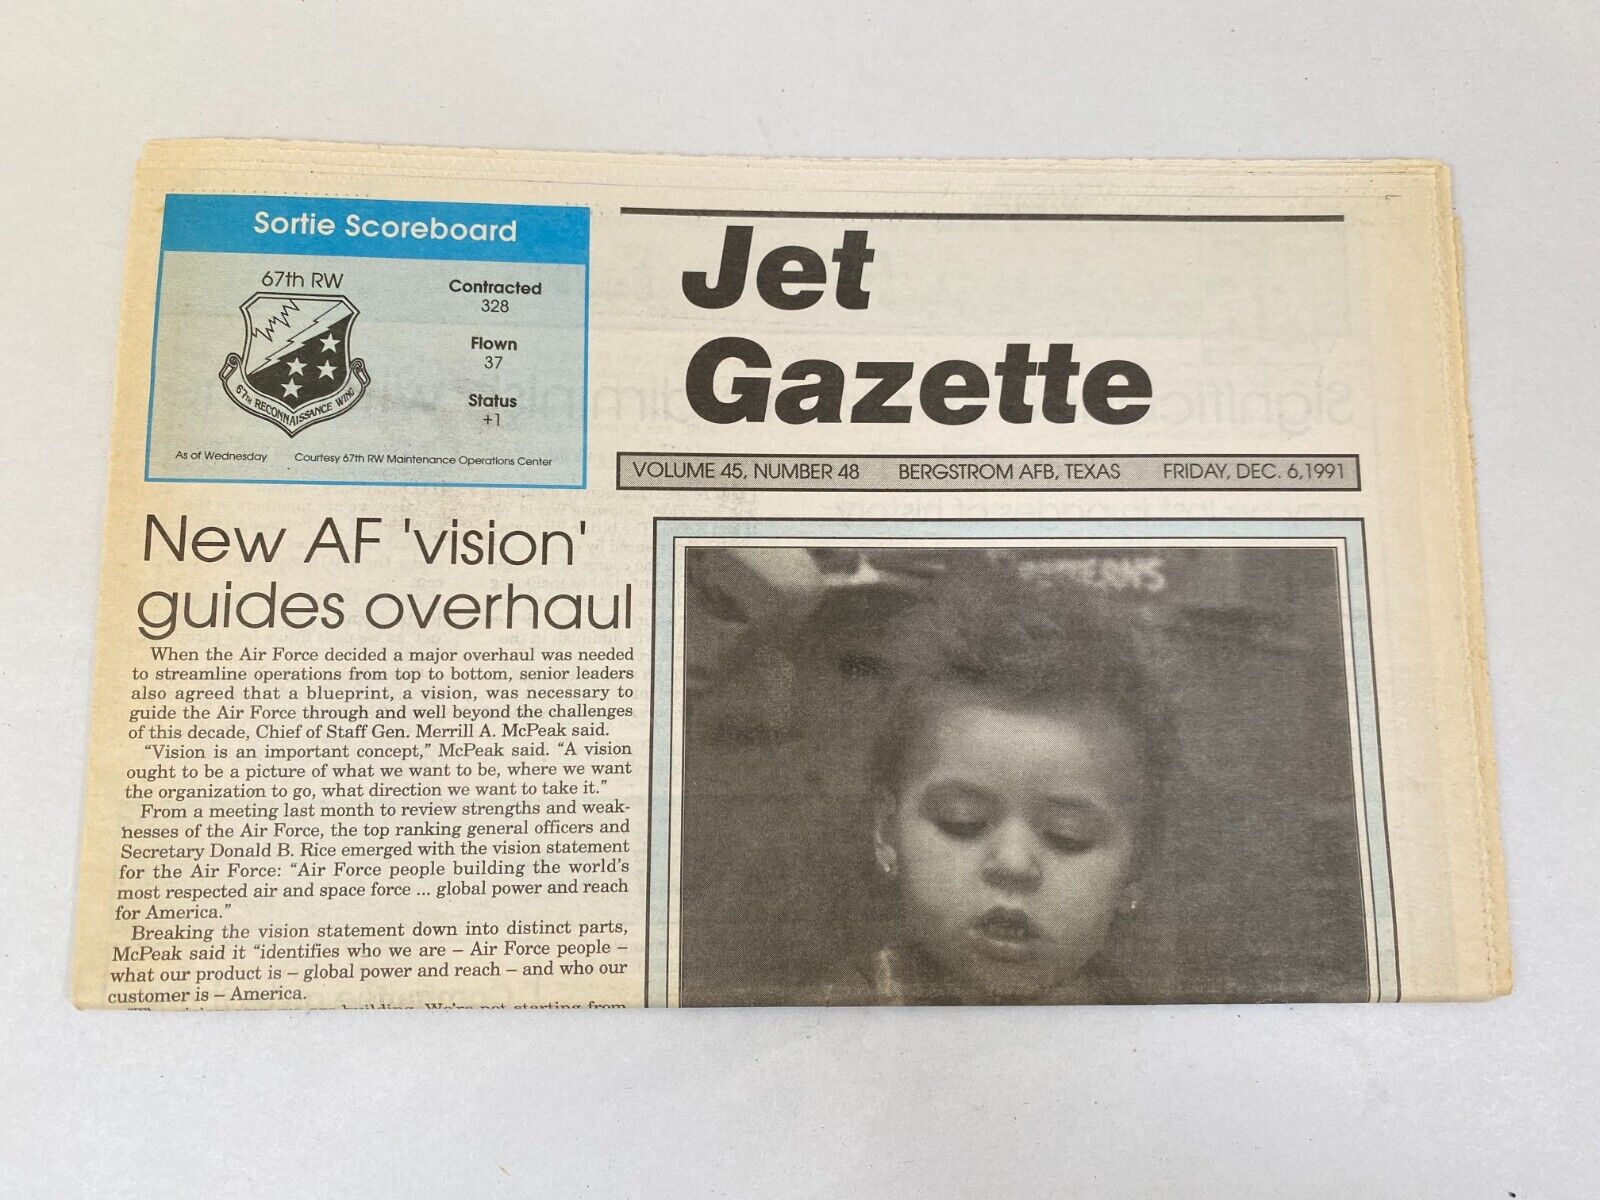 Sortie Scoreboard
67th RW
67TH RECONNAISSANCE WING
Contracted
328
Flown
37
Status
+1
As of Wednesday Courtesy 67th RW Maintenance Operations Center
Jet
Gazette
VOLUME 45, NUMBER 48 BERGSTROM AFB, TEXAS FRIDAY, DEC. 6,1991
New AF 'vision'
guides overhaul
When the Air Force decided a major overhaul was needed
to streamline operations from top to bottom, senior leaders
also agreed that a blueprint, a vision, was necessary to
guide the Air Force through and well beyond the challenges
of this decade, Chief of Staff Gen. Merrill A. McPeak said.
“Vision is an important concept,” McPeak said. “A vision
ought to be a picture of what we want to be, where we want
the organization to go, what direction we want to take it.”
From a meeting last month to review strengths and weak-
nesses of the Air Force, the top ranking general officers and
Secretary Donald B. Rice emerged with the vision statement
for the Air Force: “Air Force people building the world’s
most respected air and space force ... global power and reach
for America.”
Breaking the vision statement down into distinct parts,
McPeak said it “identifies who we are – Air Force people –
what our product is – global power and reach – and who our
customer is – America.
building. We're not starting from